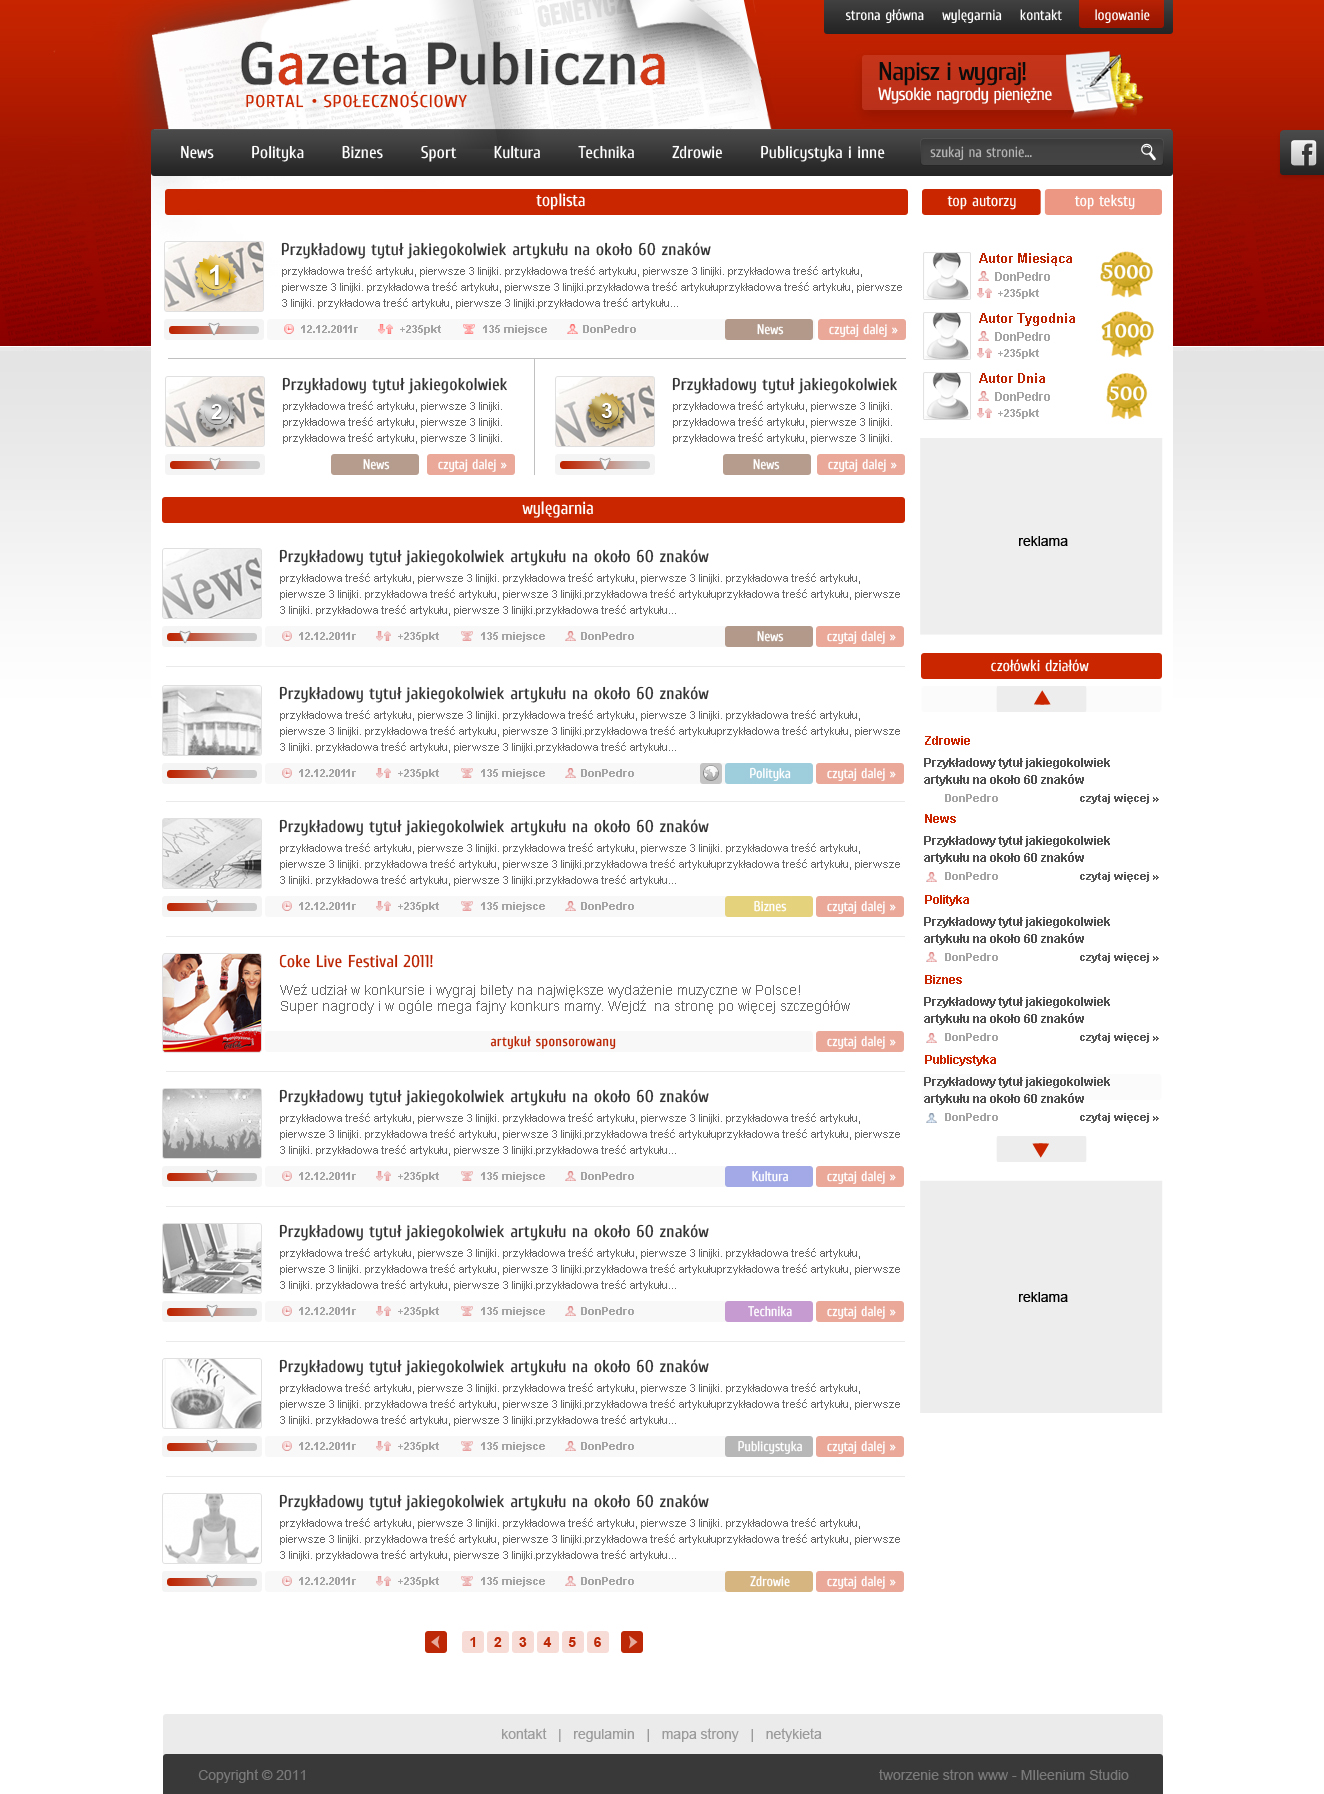 strona główna wylęgarnia kontakt logowanie
GENETYC
Gazeta Publiczna
PORTAL • SPOŁECZNOŚCIOWY
Napisz i wygraj!
Wysokie nagrody pieniężne
News Polityka Biznes Sport Kultura Technika Zdrowie Publicystyka i inne szukaj na stronie...
toplista
News
1
Przykładowy tytuł jakiegokolwiek artykułu na około 60 znaków
przykładowa treść artykułu, pierwsze 3 linijki. przykładowa treść artykułu, pierwsze 3 linijki. przykładowa treść artykułu,
pierwsze 3 linijki. przykładowa treść artykułu, pierwsze 3 linijki.przykładowa treść artykułuprzykładowa treść artykułu, pierwsze
3 linijki. przykładowa treść artykułu, pierwsze 3 linijki.przykładowa treść artykułu...
12.12.2011r +235pkt 135 miejsce DonPedro News czytaj dalej »
News
2
Przykładowy tytuł jakiegokolwiek
przykładowa treść artykułu, pierwsze 3 linijki.
przykładowa treść artykułu, pierwsze 3 linijki.
przykładowa treść artykułu, pierwsze 3 linijki.
News czytaj dalej »
News
3
Przykładowy tytuł jakiegokolwiek
przykładowa treść artykułu, pierwsze 3 linijki.
przykładowa treść artykułu, pierwsze 3 linijki.
przykładowa treść artykułu, pierwsze 3 linijki.
News czytaj dalej »
wylęgarnia
News
Przykładowy tytuł jakiegokolwiek artykułu na około 60 znaków
przykładowa treść artykułu, pierwsze 3 linijki. przykładowa treść artykułu, pierwsze 3 linijki. przykładowa treść artykułu,
pierwsze 3 linijki. przykładowa treść artykułu, pierwsze 3 linijki.przykładowa treść artykułuprzykładowa treść artykułu, pierwsze
3 linijki. przykładowa treść artykułu, pierwsze 3 linijki.przykładowa treść artykułu...
12.12.2011r +235pkt 135 miejsce DonPedro News czytaj dalej »
Przykładowy tytuł jakiegokolwiek artykułu na około 60 znaków
przykładowa treść artykułu, pierwsze 3 linijki. przykładowa treść artykułu, pierwsze 3 linijki. przykładowa treść artykułu,
pierwsze 3 linijki. przykładowa treść artykułu, pierwsze 3 linijki.przykładowa treść artykułuprzykładowa treść artykułu, pierwsze
3 linijki. przykładowa treść artykułu, pierwsze 3 linijki.przykładowa treść artykułu...
12.12.2011r +235pkt 135 miejsce DonPedro Polityka czytaj dalej »
Przykładowy tytuł jakiegokolwiek artykułu na około 60 znaków
przykładowa treść artykułu, pierwsze 3 linijki. przykładowa treść artykułu, pierwsze 3 linijki. przykładowa treść artykułu,
pierwsze 3 linijki. przykładowa treść artykułu, pierwsze 3 linijki.przykładowa treść artykułuprzykładowa treść artykułu, pierwsze
3 linijki. przykładowa treść artykułu, pierwsze 3 linijki.przykładowa treść artykułu...
12.12.2011r +235pkt 135 miejsce DonPedro Biznes czytaj dalej »
Coke Live Festival 2011!
Weź udział w konkursie i wygraj bilety na największe wydażenie muzyczne w Polsce!
Super nagrody i w ogóle mega fajny konkurs mamy. Wejdź na stronę po więcej szczegółów
artykuł sponsorowany czytaj dalej »
Przykładowy tytuł jakiegokolwiek artykułu na około 60 znaków
przykładowa treść artykułu, pierwsze 3 linijki. przykładowa treść artykułu, pierwsze 3 linijki. przykładowa treść artykułu,
pierwsze 3 linijki. przykładowa treść artykułu, pierwsze 3 linijki.przykładowa treść artykułuprzykładowa treść artykułu, pierwsze
3 linijki. przykładowa treść artykułu, pierwsze 3 linijki.przykładowa treść artykułu...
12.12.2011r +235pkt 135 miejsce DonPedro Kultura czytaj dalej »
Przykładowy tytuł jakiegokolwiek artykułu na około 60 znaków
przykładowa treść artykułu, pierwsze 3 linijki. przykładowa treść artykułu, pierwsze 3 linijki. przykładowa treść artykułu,
pierwsze 3 linijki. przykładowa treść artykułu, pierwsze 3 linijki.przykładowa treść artykułuprzykładowa treść artykułu, pierwsze
3 linijki. przykładowa treść artykułu, pierwsze 3 linijki.przykładowa treść artykułu...
12.12.2011r +235pkt 135 miejsce DonPedro Technika czytaj dalej »
Przykładowy tytuł jakiegokolwiek artykułu na około 60 znaków
przykładowa treść artykułu, pierwsze 3 linijki. przykładowa treść artykułu, pierwsze 3 linijki. przykładowa treść artykułu,
pierwsze 3 linijki. przykładowa treść artykułu, pierwsze 3 linijki.przykładowa treść artykułuprzykładowa treść artykułu, pierwsze
3 linijki. przykładowa treść artykułu, pierwsze 3 linijki.przykładowa treść artykułu...
12.12.2011r +235pkt 135 miejsce DonPedro Publicystyka czytaj dalej »
Przykładowy tytuł jakiegokolwiek artykułu na około 60 znaków
przykładowa treść artykułu, pierwsze 3 linijki. przykładowa treść artykułu, pierwsze 3 linijki. przykładowa treść artykułu,
pierwsze 3 linijki. przykładowa treść artykułu, pierwsze 3 linijki.przykładowa treść artykułuprzykładowa treść artykułu, pierwsze
3 linijki. przykładowa treść artykułu, pierwsze 3 linijki.przykładowa treść artykułu...
12.12.2011r +235pkt 135 miejsce DonPedro Zdrowie czytaj dalej »
1 2 3 4 5 6
top autorzy top teksty
Autor Miesiąca
DonPedro
+235pkt
5000
Autor Tygodnia
DonPedro
+235pkt
1000
Autor Dnia
DonPedro
+235pkt
500
reklama
czołówki działów
Zdrowie
Przykładowy tytuł jakiegokolwiek
artykułu na około 60 znaków
DonPedro czytaj więcej »
News
Przykładowy tytuł jakiegokolwiek
artykułu na około 60 znaków
DonPedro czytaj więcej »
Polityka
Przykładowy tytuł jakiegokolwiek
artykułu na około 60 znaków
DonPedro czytaj więcej »
Biznes
Przykładowy tytuł jakiegokolwiek
artykułu na około 60 znaków
DonPedro czytaj więcej »
Publicystyka
Przykładowy tytuł jakiegokolwiek
artykułu na około 60 znaków
DonPedro czytaj więcej »
reklama
kontakt | regulamin | mapa strony | netykieta
Copyright © 2011 tworzenie stron www - MIleenium Studio